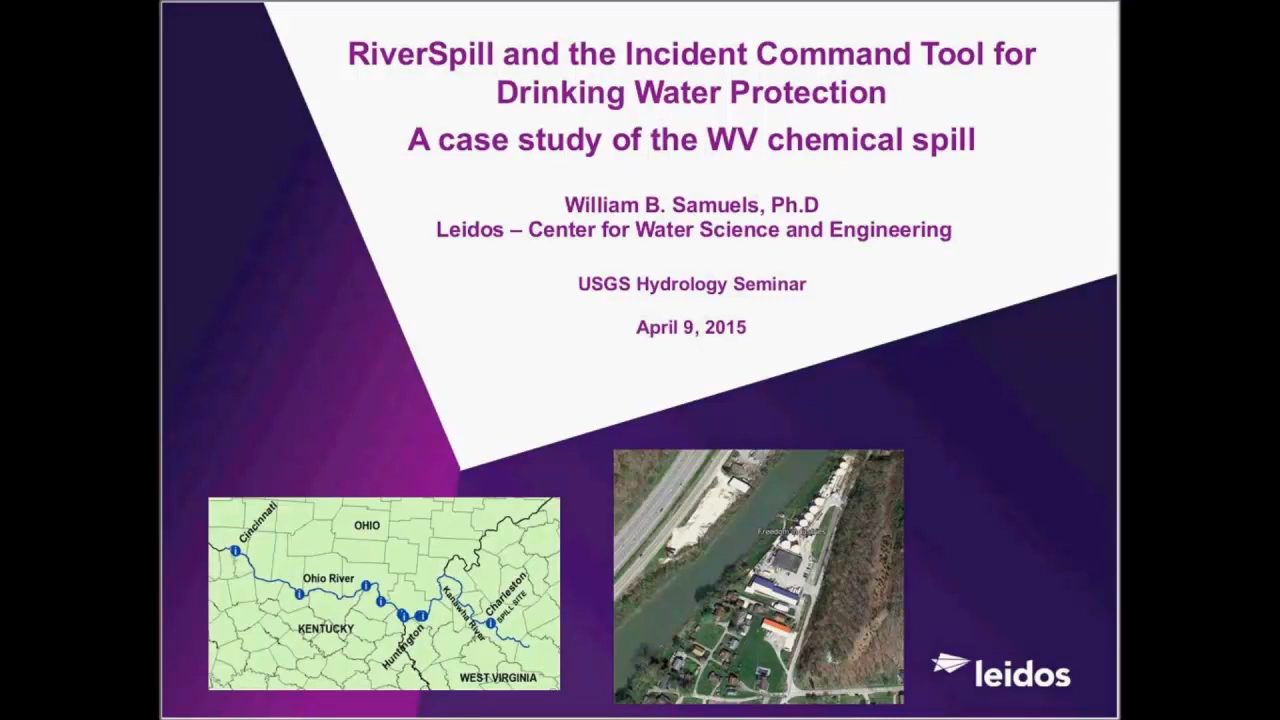 RiverSpill and the Incident Command Tool for
Drinking Water Protection
A case study of the WV chemical spill
William B. Samuels, Ph.D
Leidos – Center for Water Science and Engineering
USGS Hydrology Seminar
April 9, 2015
Cincinnati
OHIO
Ohio River
KENTUCKY
Huntington
Kanawha River
Charleston
SPILL SITE
WEST VIRGINIA
Freedom
leidos